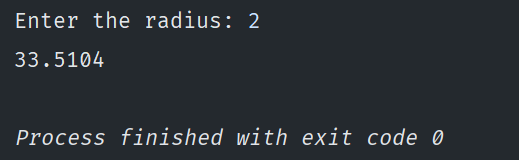 Enter the radius: 2
33.5104
Process finished with exit code 0